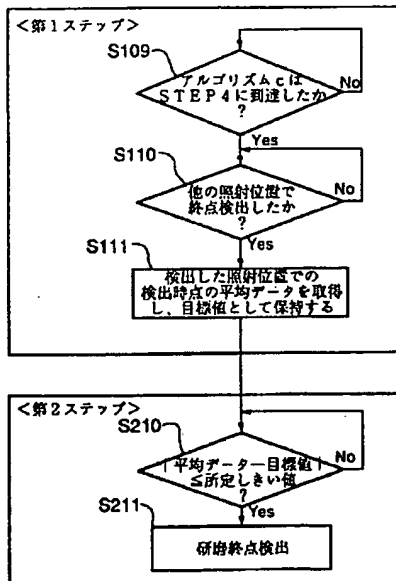 <第1ステップ>
S109
アルゴリズムcは
STEP4に到達したか
?
No
Yes
S110
他の照射位置で
終点検出したか
?
No
Yes
S111
検出した照射位置での
検出時点の平均データを取得
し、目標値として保持する
<第2ステップ>
S210
|平均データー目標値|
≦所定しきい値
?
No
Yes
S211
研磨終点検出